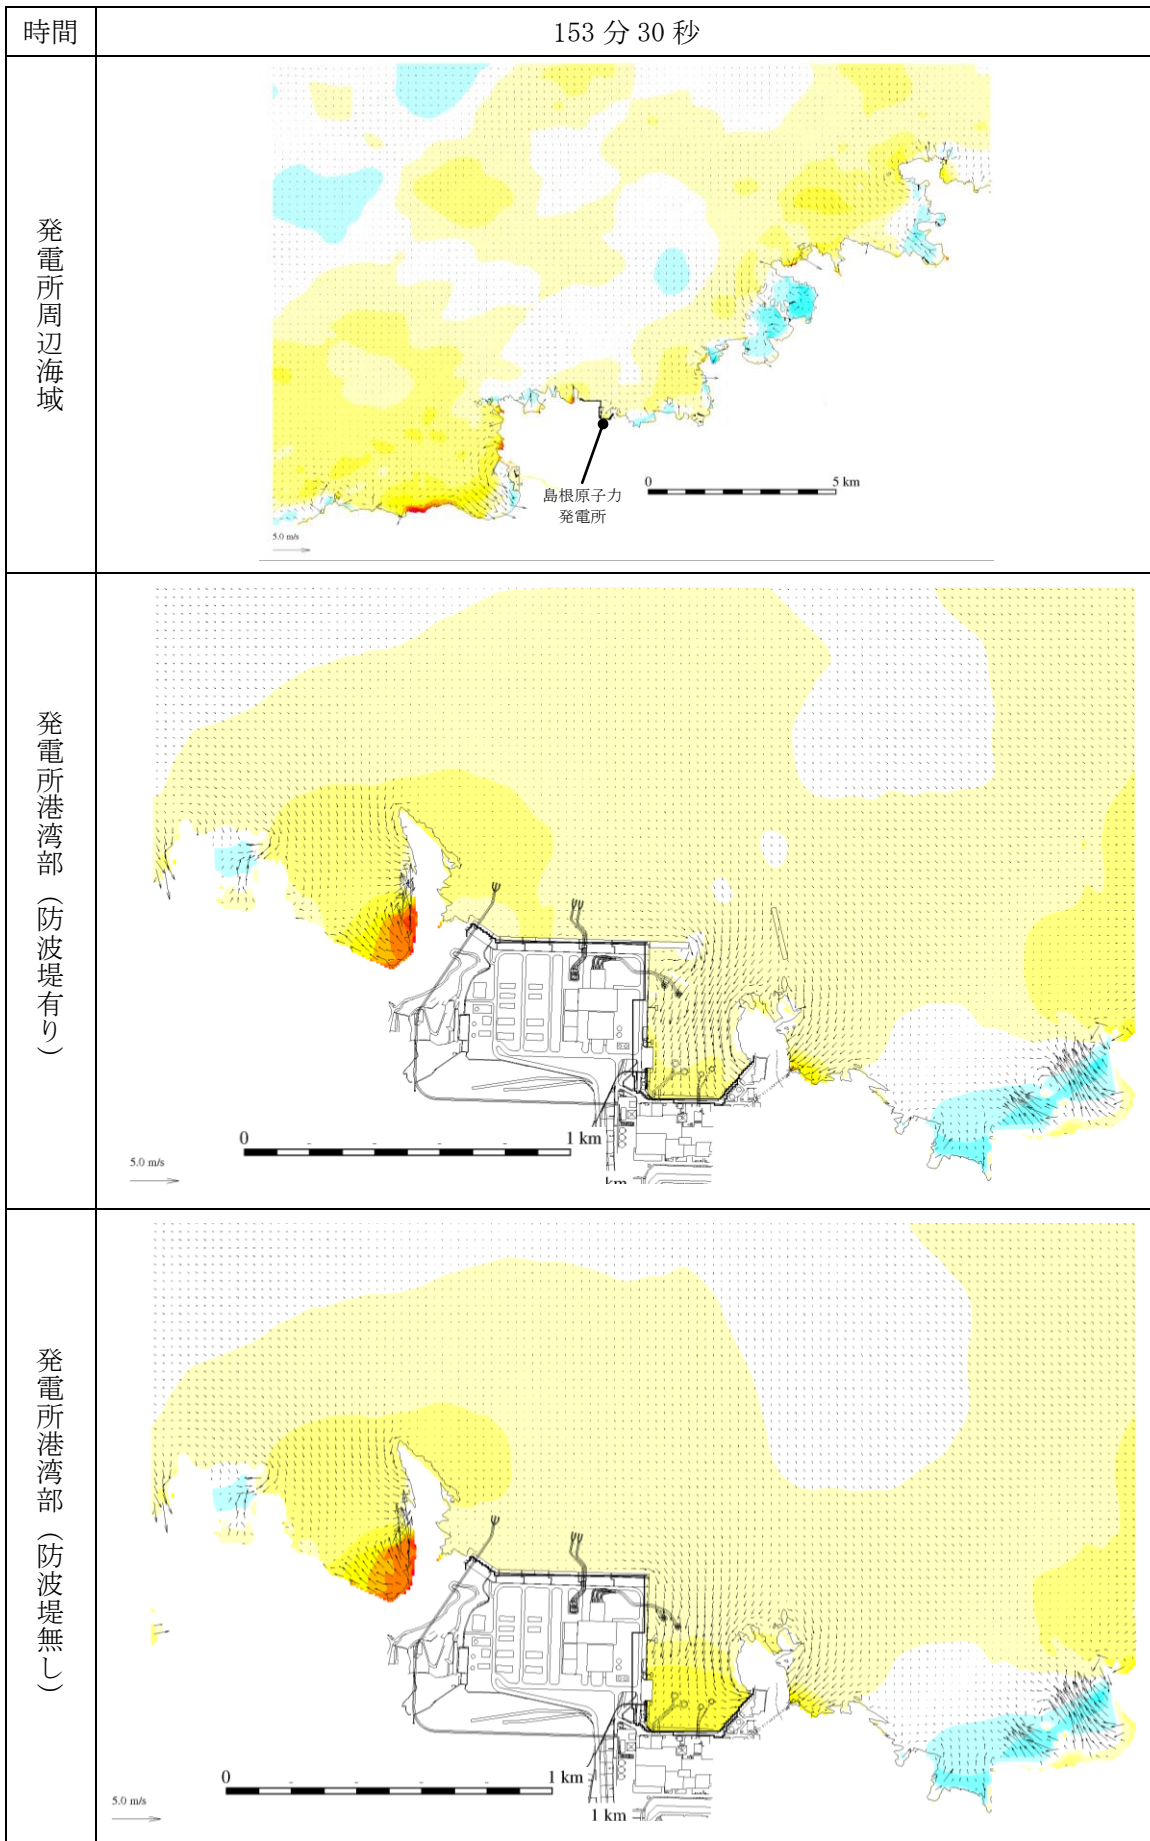 時間
153 分 30 秒
発電所周辺海域
島根原子力
発電所
0
5 km
5.0 m/s
発電所港湾部（防波堤有り）
0
1 km
5.0 m/s
km
発電所港湾部（防波堤無し）
0
1 km
5.0 m/s
1 km